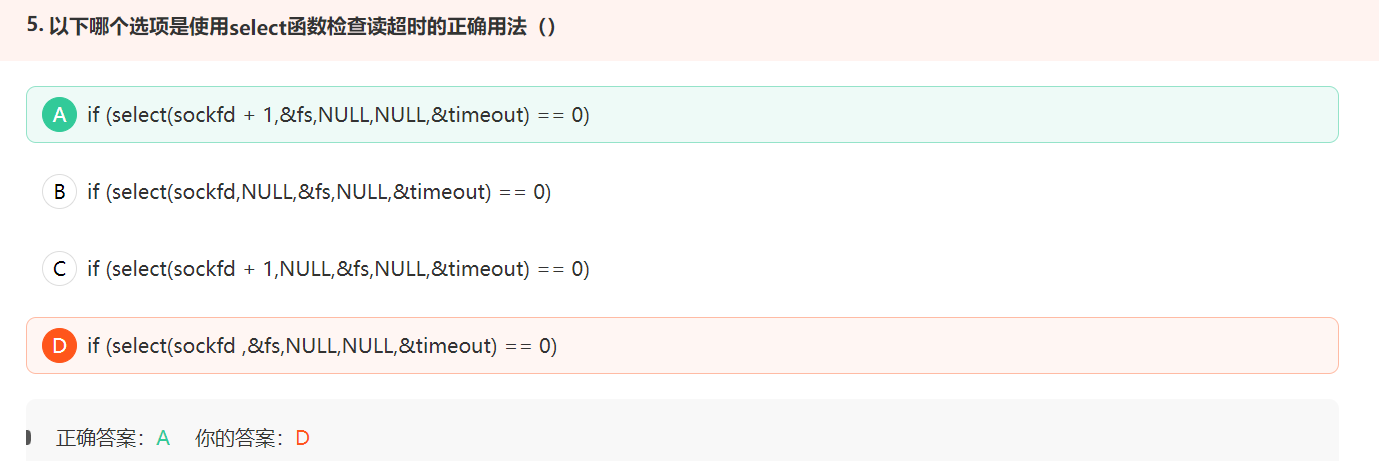 5. 以下哪个选项是使用select函数检查读超时的正确用法（）
A if (select(sockfd + 1,&fs,NULL,NULL,&timeout) == 0)
B if (select(sockfd,NULL,&fs,NULL,&timeout) == 0)
C if (select(sockfd + 1,NULL,&fs,NULL,&timeout) == 0)
D if (select(sockfd ,&fs,NULL,NULL,&timeout) == 0)
正确答案：A 你的答案：D